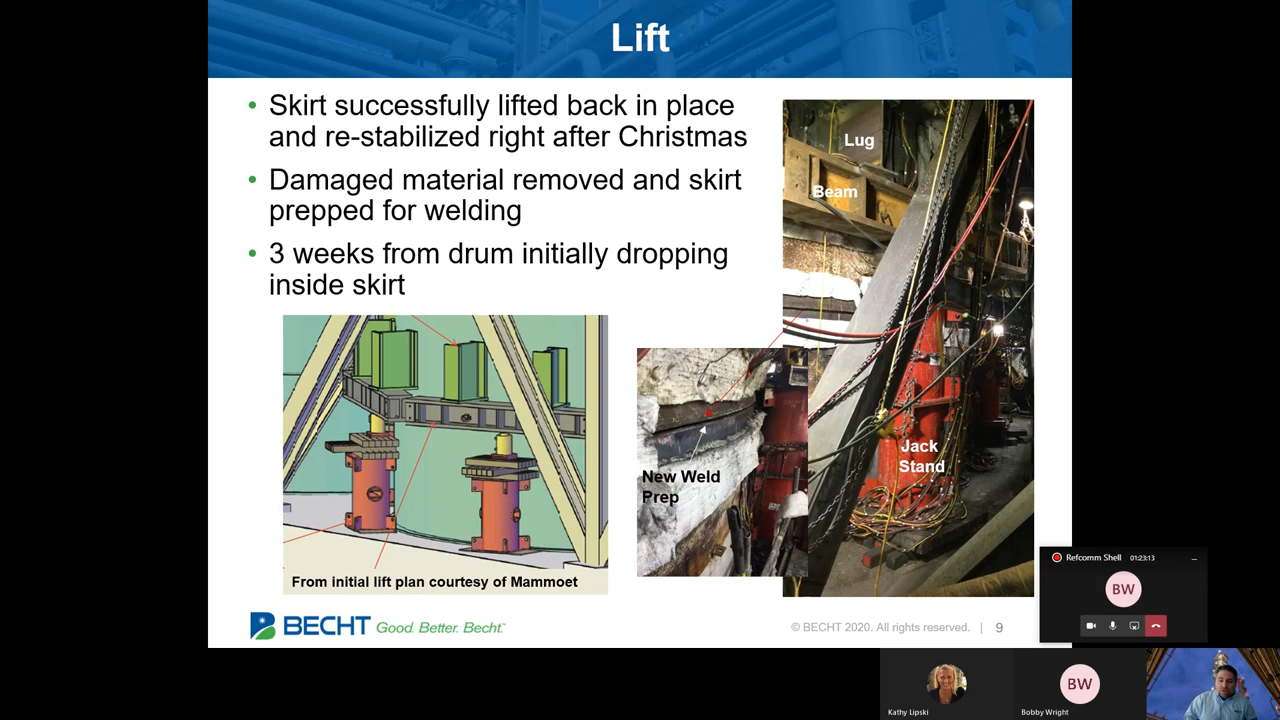 Lift
• Skirt successfully lifted back in place
and re-stabilized right after Christmas
• Damaged material removed and skirt
prepped for welding
• 3 weeks from drum initially dropping
inside skirt
Lug
Beam
Jack
Stand
New Weld
Prep
From initial lift plan courtesy of Mammoet
BECHT Good. Better. Becht.
© BECHT 2020. All rights reserved. | 9
Refcomm Shell 01:23:13
BW
BW
Kathy Lipski
Bobby Wright